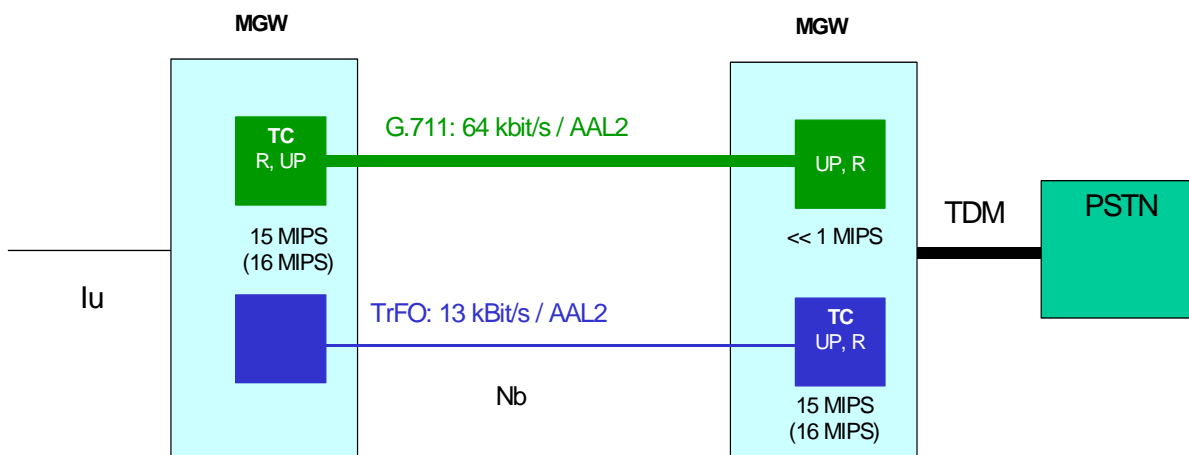 MGW
MGW
G.711: 64 kbit/s / AAL2
TC
R, UP
UP, R
TDM
PSTN
15 MIPS
(16 MIPS)
<< 1 MIPS
Iu
TrFO: 13 kBit/s / AAL2
TC
UP, R
Nb
15 MIPS
(16 MIPS)